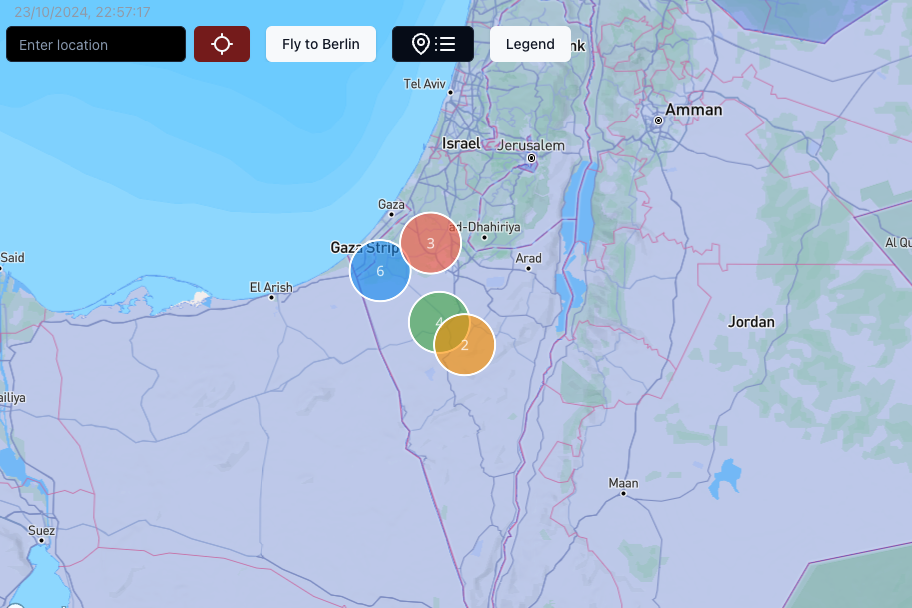 23/10/2024, 22:57:17
Enter location
Fly to Berlin
Legend
nk
Tel Aviv
Amman
Israel
Jerusalem
Gaza
ad-Dhahiriya
Gaza Strip
3
Al Qu
Said
6
Arad
El Arish
4
Jordan
2
ailiya
Maan
Suez